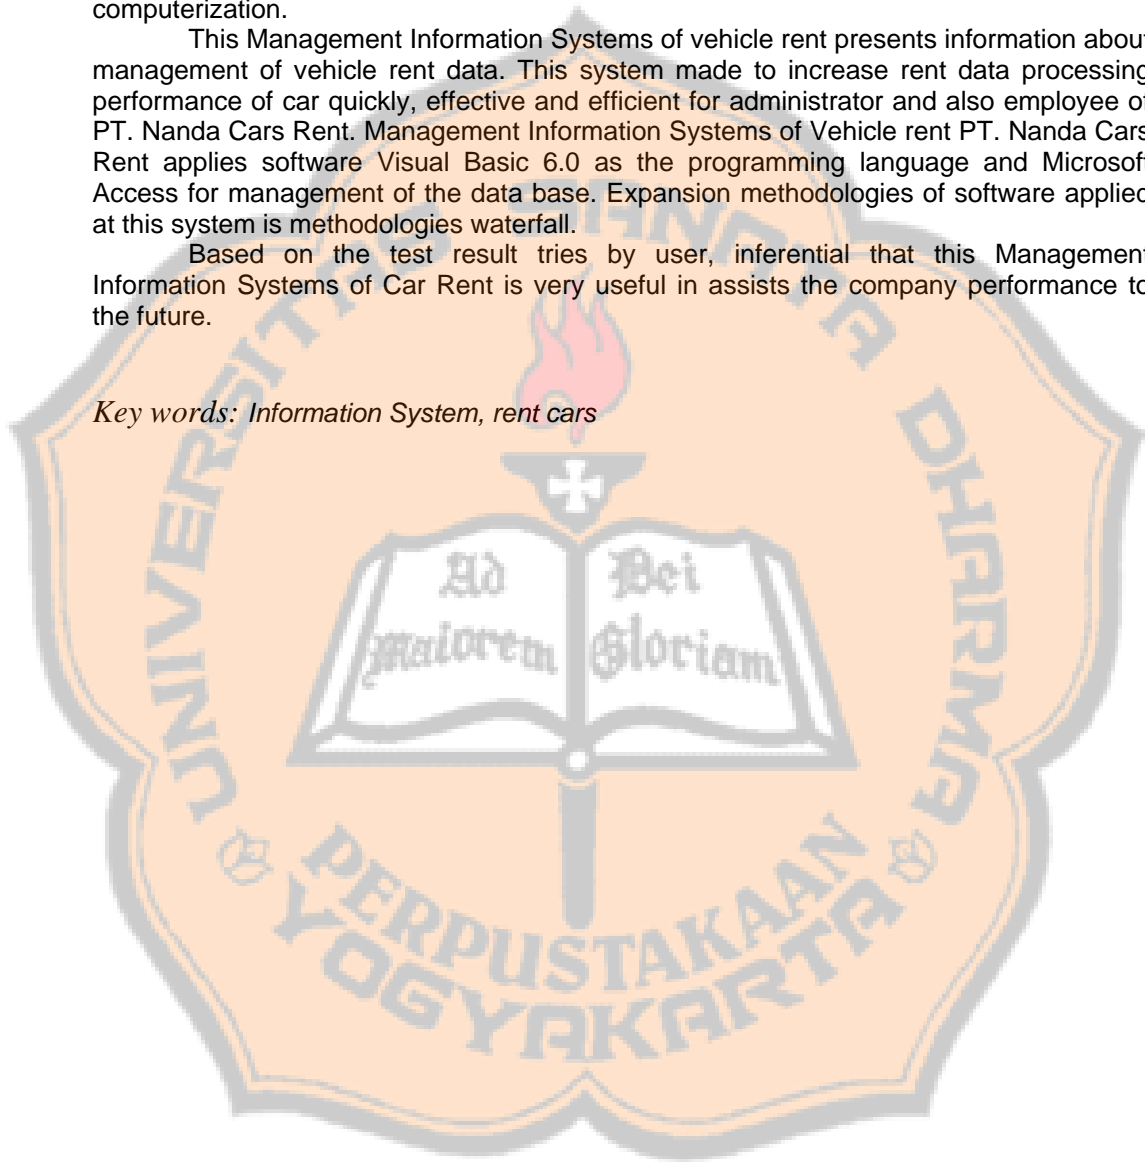 computerization.
This Management Information Systems of vehicle rent presents information about
management of vehicle rent data. This system made to increase rent data processing
performance of car quickly, effective and efficient for administrator and also employee of
PT. Nanda Cars Rent. Management Information Systems of Vehicle rent PT. Nanda Cars
Rent applies software Visual Basic 6.0 as the programming language and Microsof
Access for management of the data base. Expansion methodologies of software applied
at this system is methodologies waterfall.
Based on the test result tries by user, inferential that this Management
Information Systems of Car Rent is very useful in assists the company performance to
the future.
Key words: Information System, rent cars
UNIVERSITAS SANATA DHARMA
Ad Dei
maiorem Gloriam
PERPUSTAKAAN
YOGYAKARTA